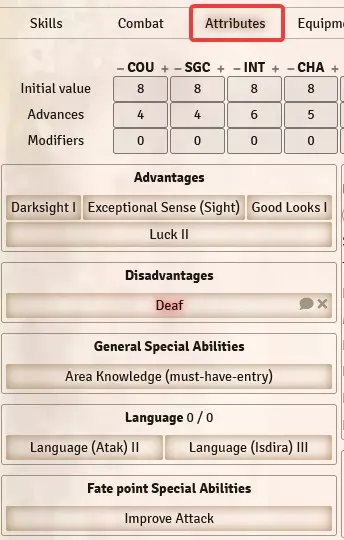 Skills Combat Attributes Equipm
− COU + − SGC + − INT + − CHA +
Initial value 8 8 8 8
Advances 4 4 6 5
Modifiers 0 0 0 0
Advantages
Darksight I Exceptional Sense (Sight) Good Looks I
Luck II
Disadvantages
Deaf
General Special Abilities
Area Knowledge (must-have-entry)
Language 0 / 0
Language (Atak) II Language (Isdira) III
Fate point Special Abilities
Improve Attack